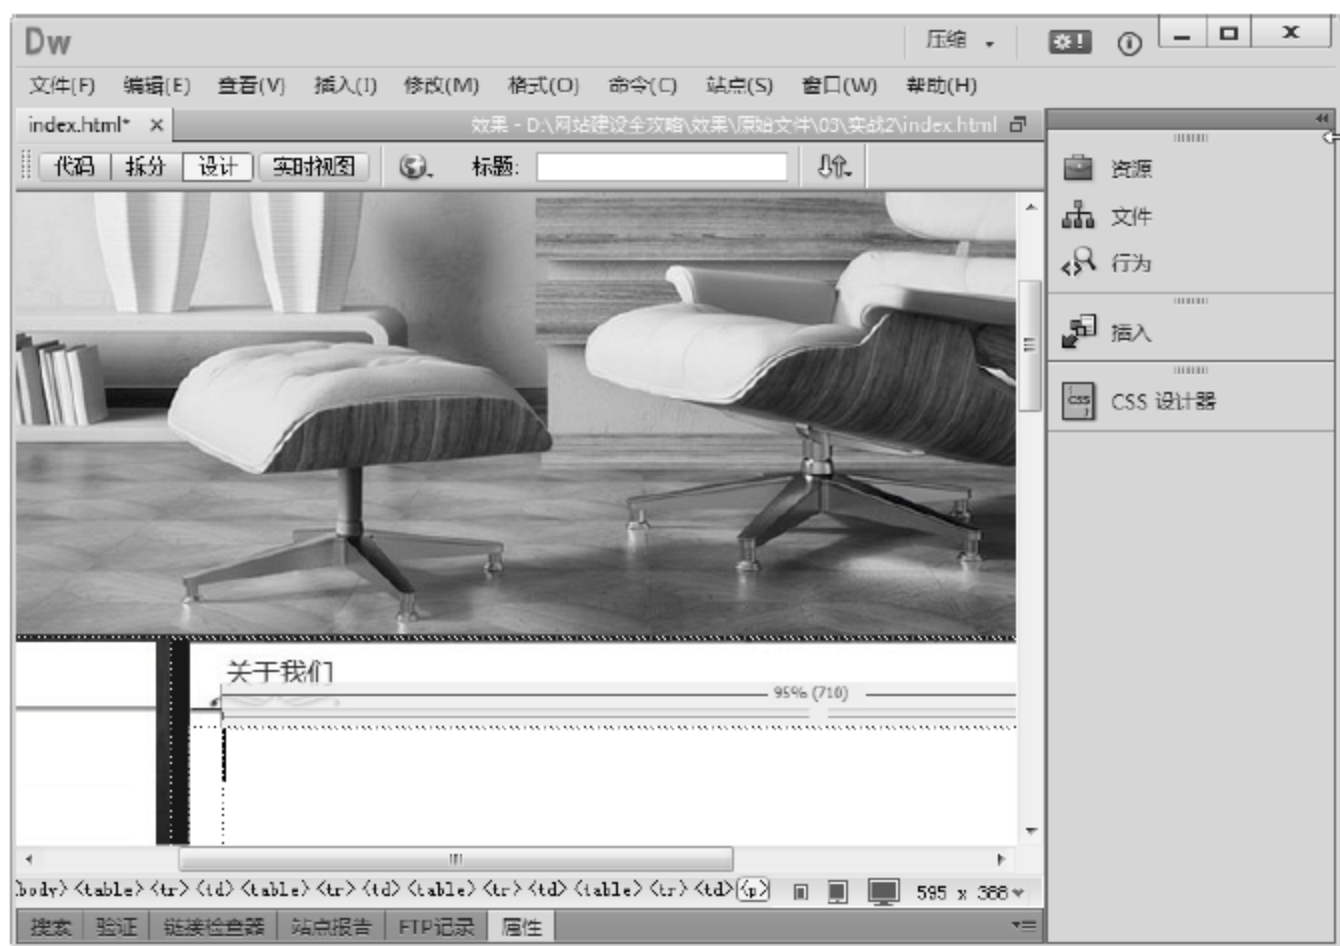 Dw 压缩
文件(F) 编辑(E) 查看(V) 插入(I) 修改(M) 格式(O) 命令(C) 站点(S) 窗口(W) 帮助(H)
index.html* × 效果 - D:\网站建设全攻略\效果\原始文件\03\实战2\index.html
代码 拆分 设计 实时视图 标题:
资源
文件
行为
插入
CSS 设计器
关于我们
95% (710)
body> <table> <tr> <td> <table> <tr> <td> <table> <tr> <td> <table> <tr> <td> <p> 595 x 388
搜索 验证 链接检查器 站点报告 FTP记录 属性